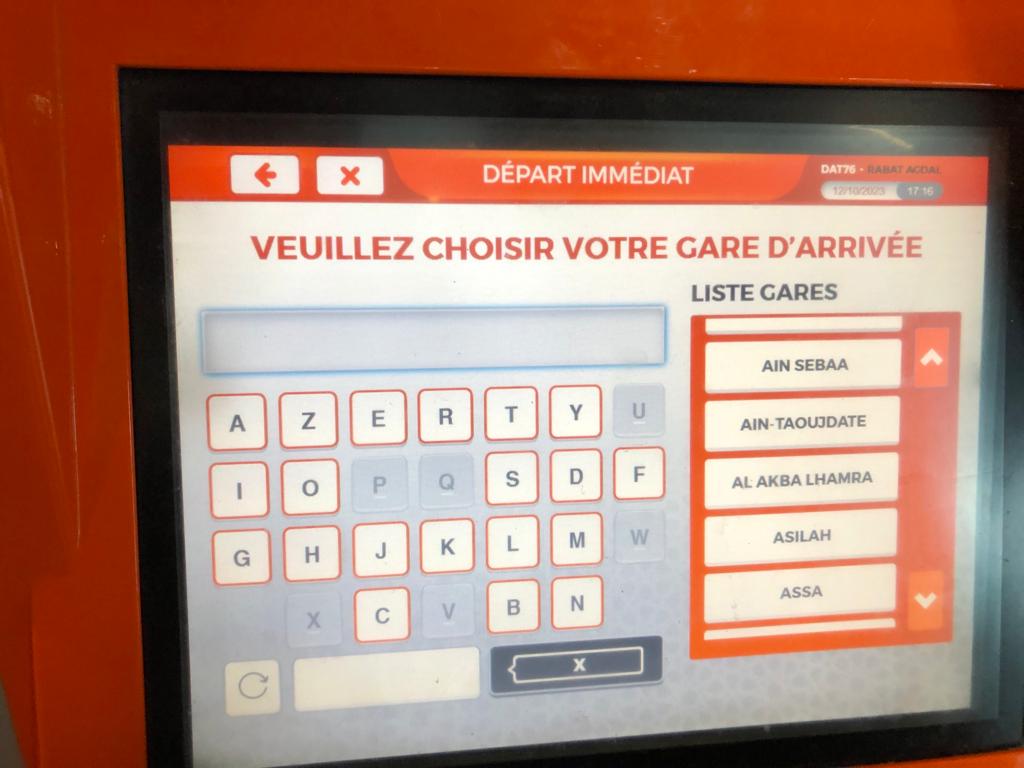 DÉPART IMMÉDIAT
DAT76 - RABAT AGDAL
12/10/2023 17:16
VEUILLEZ CHOISIR VOTRE GARE D'ARRIVÉE
LISTE GARES
A Z E R T Y U
I O P Q S D F
G H J K L M W
X C V B N
X
AIN SEBAA
AIN-TAOUJDATE
AL AKBA LHAMRA
ASILAH
ASSA